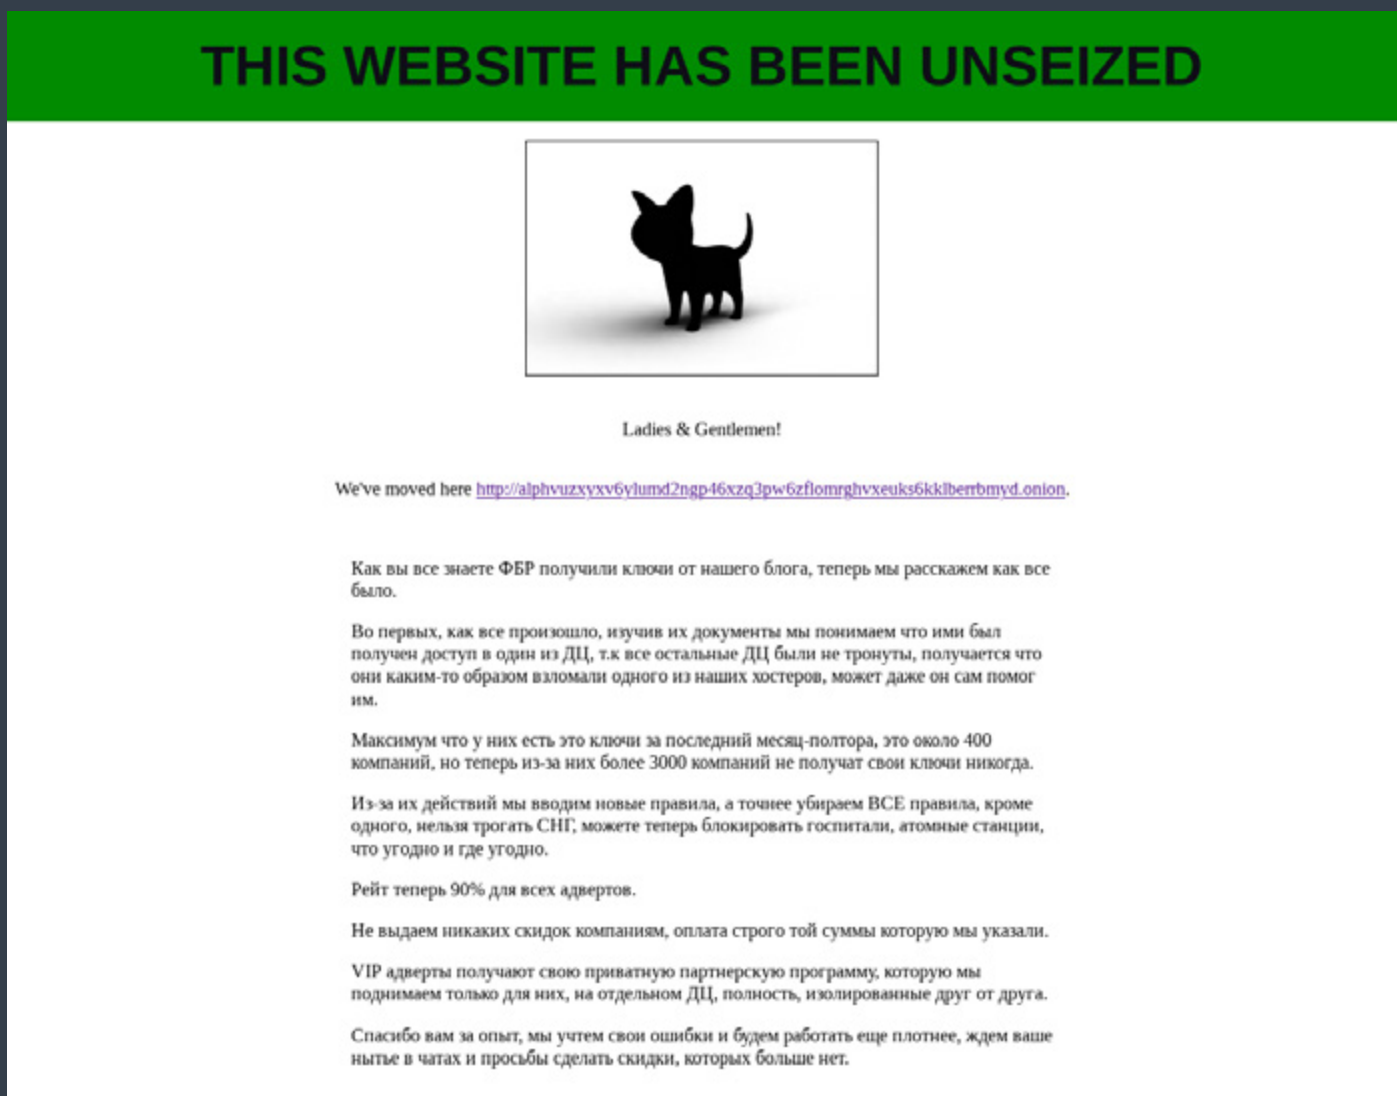 THIS WEBSITE HAS BEEN UNSEIZED
Ladies & Gentlemen!
We've moved here http://alphvuzxyxv6ylumd2ngp46xzq3pw6zflomrghvxeuks6kklberrbmyd.onion.
Как вы все знаете ФБР получили ключи от нашего блога, теперь мы расскажем как все
было.
Во первых, как все произошло, изучив их документы мы понимаем что ими был
получен доступ в один из ДЦ, т.к все остальные ДЦ были не тронуты, получается что
они каким-то образом взломали одного из наших хостеров, может даже он сам помог
им.
Максимум что у них есть это ключи за последний месяц-полтора, это около 400
компаний, но теперь из-за них более 3000 компаний не получат свои ключи никогда.
Из-за их действий мы вводим новые правила, а точнее убираем ВСЕ правила, кроме
одного, нельзя трогать СНГ, можете теперь блокировать госпитали, атомные станции,
что угодно и где угодно.
Рейт теперь 90% для всех адвертов.
Не выдаем никаких скидок компаниям, оплата строго той суммы которую мы указали.
VIP адверты получают свою приватную партнерскую программу, которую мы
поднимаем только для них, на отдельном ДЦ, полность, изолированные друг от друга.
Спасибо вам за опыт, мы учтем свои ошибки и будем работать еще плотнее, ждем ваше
нытье в чатах и просьбы сделать скидки, которых больше нет.